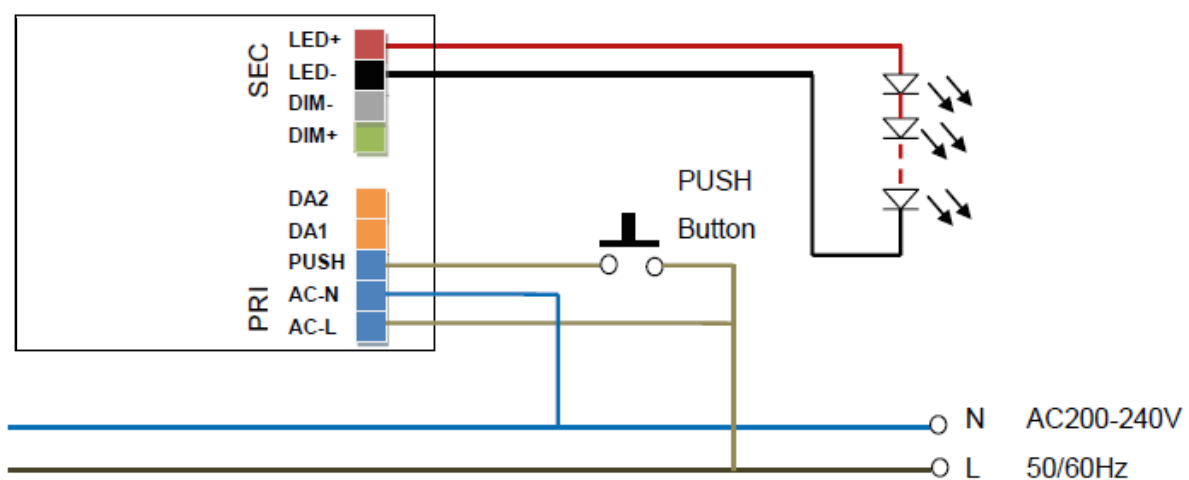 SEC
LED+
LED-
DIM-
DIM+
PRI
DA2
DA1
PUSH
AC-N
AC-L
PUSH
Button
N AC200-240V
L 50/60Hz